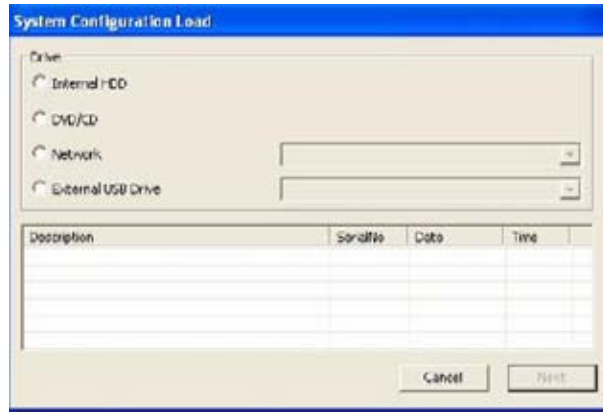 System Configuration Load
Drive
Internal HDD
DVD/CD
Network
External USB Drive
Description SerialNo Date Time
Cancel Next